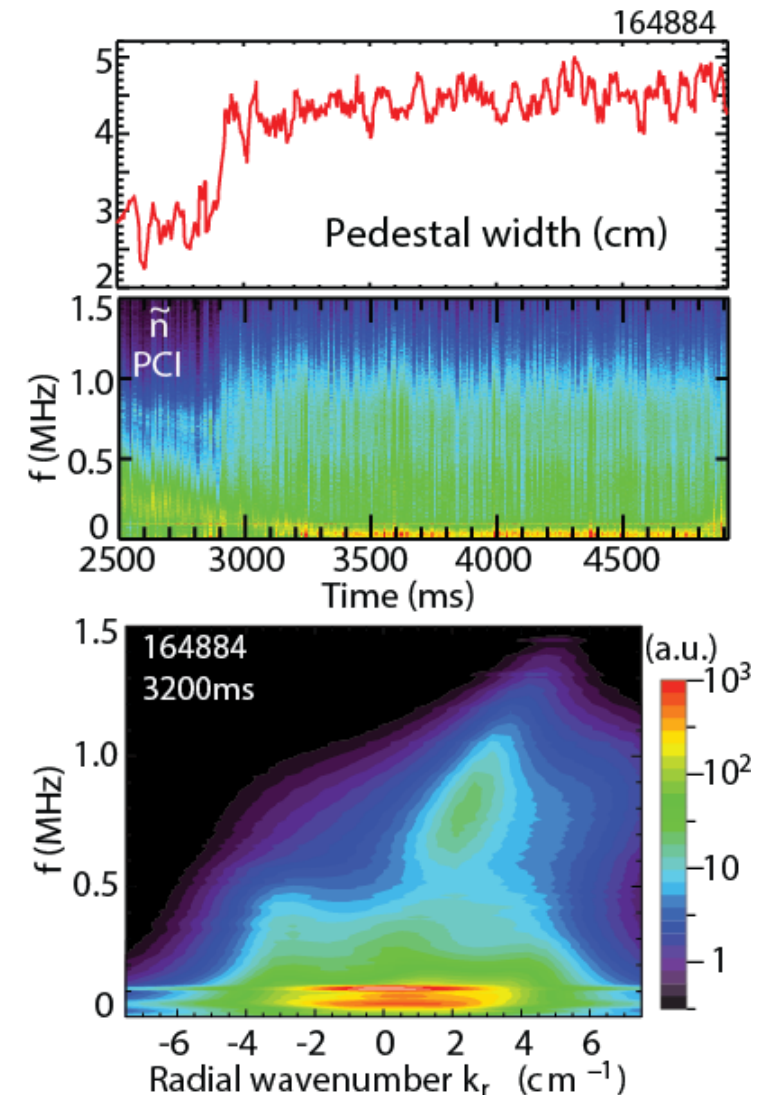 164884
5
4
3
2
Pedestal width (cm)
1.5
1.0
0.5
0
f (MHz)
ñ
PCI
2500 3000 3500 4000 4500
Time (ms)
1.5
1.0
0.5
0
f (MHz)
164884
3200ms
(a.u.)
10³
10²
10
1
-6 -4 -2 0 2 4 6
Radial wavenumber kᵣ (cm ⁻¹)